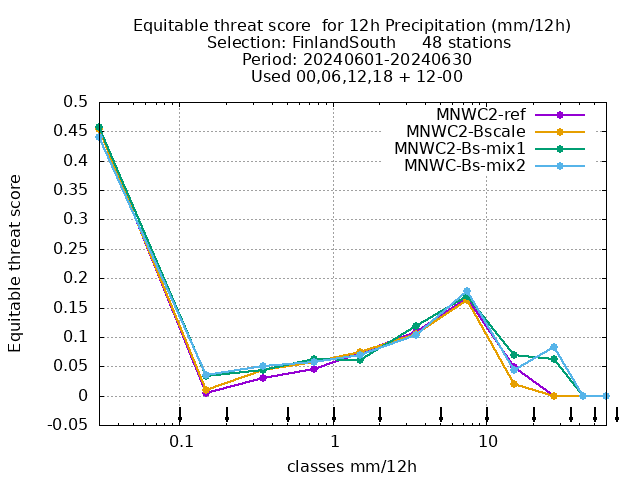 Equitable threat score  for 12h Precipitation (mm/12h)
Selection: FinlandSouth     48 stations
Period: 20240601-20240630
Used 00,06,12,18 + 12-00
MNWC2-ref
MNWC2-Bscale
MNWC2-Bs-mix1
MNWC-Bs-mix2
Equitable threat score
0.5
0.45
0.4
0.35
0.3
0.25
0.2
0.15
0.1
0.05
0
-0.05
0.1 1 10
classes mm/12h